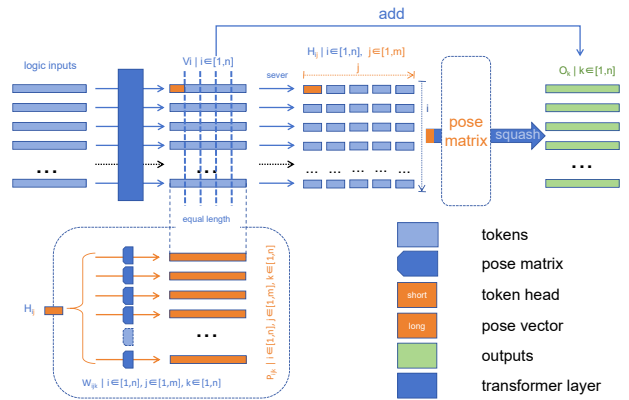 add
Vi | i∈[1,n]
H_ij | i∈[1,n], j∈[1,m]
logic inputs
sever
j
O_k | k∈[1,n]
i
pose
matrix
squash
...
...
... ... ... ... ...
...
equal length
H_ij
...
P_ijk | i∈[1,n], j∈[1,m], k∈[1,n]
W_ijk | i∈[1,n], j∈[1,m], k∈[1,n]
tokens
pose matrix
short
token head
long
pose vector
outputs
transformer layer